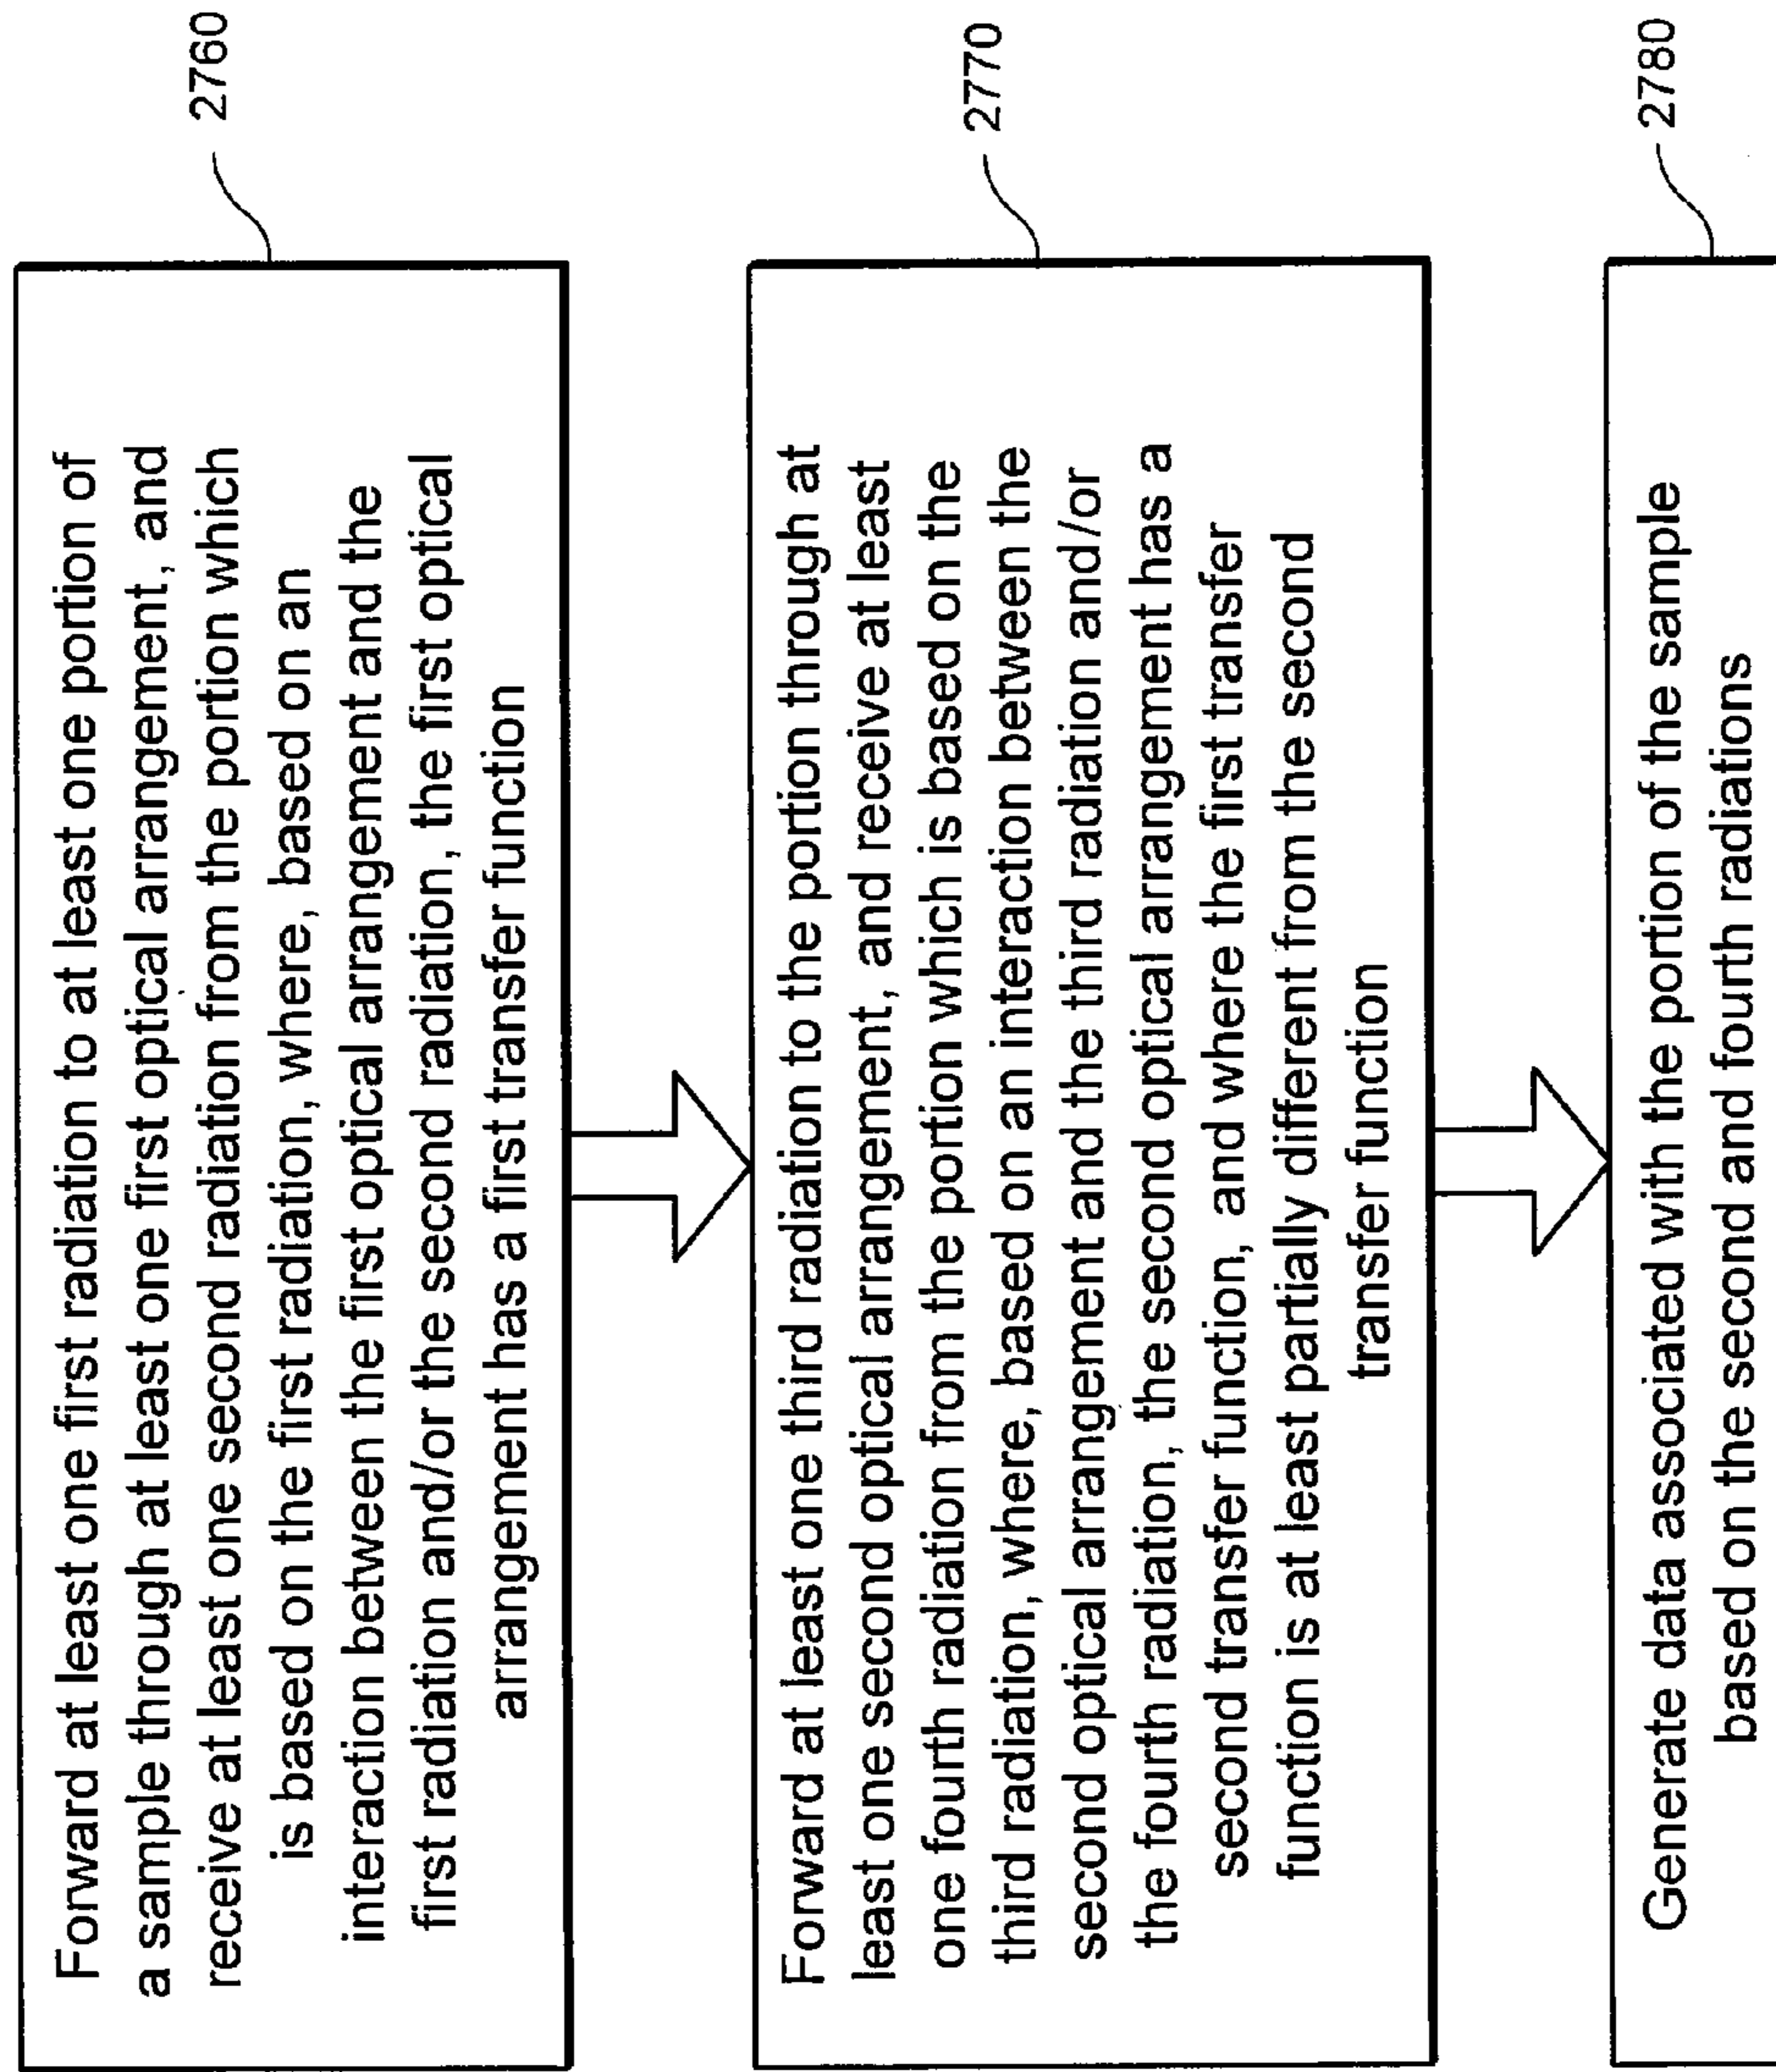 Forward at least one first radiation to at least one portion of
a sample through at least one first optical arrangement, and
receive at least one second radiation from the portion which
is based on the first radiation, where, based on an
interaction between the first optical arrangement and the
first radiation and/or the second radiation, the first optical
arrangement has a first transfer function
2760
Forward at least one third radiation to the portion through at
least one second optical arrangement, and receive at least
one fourth radiation from the portion which is based on the
third radiation, where, based on an interaction between the
second optical arrangement and the third radiation and/or
the fourth radiation, the second optical arrangement has a
second transfer function, and where the first transfer
function is at least partially different from the second
transfer function
2770
Generate data associated with the portion of the sample
based on the second and fourth radiations
2780